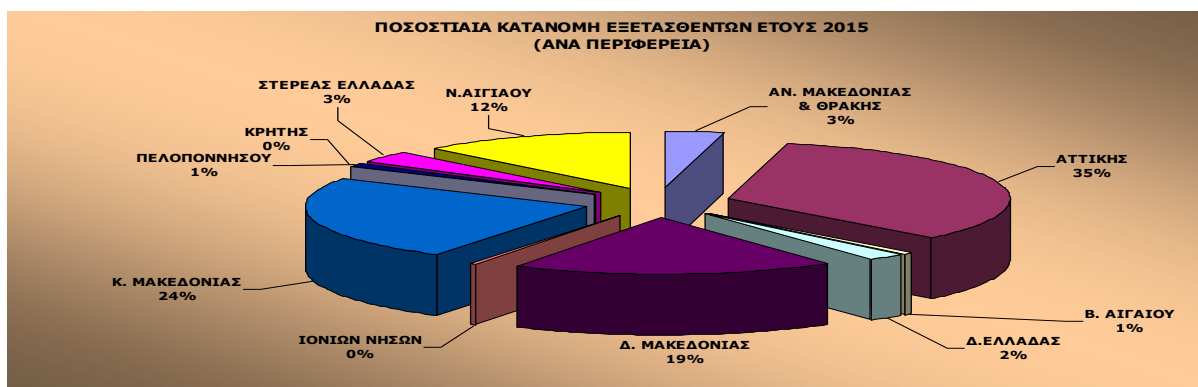 ΠΟΣΟΣΤΙΑΙΑ ΚΑΤΑΝΟΜΗ ΕΞΕΤΑΣΘΕΝΤΩΝ ΕΤΟΥΣ 2015
(ΑΝΑ ΠΕΡΙΦΕΡΕΙΑ)
ΣΤΕΡΕΑΣ ΕΛΛΑΔΑΣ
3%
Ν.ΑΙΓΙΑΟΥ
12%
ΑΝ. ΜΑΚΕΔΟΝΙΑΣ
& ΘΡΑΚΗΣ
3%
ΚΡΗΤΗΣ
0%
ΠΕΛΟΠΟΝΝΗΣΟΥ
1%
ΑΤΤΙΚΗΣ
35%
Κ. ΜΑΚΕΔΟΝΙΑΣ
24%
ΙΟΝΙΩΝ ΝΗΣΩΝ
0%
Δ. ΜΑΚΕΔΟΝΙΑΣ
19%
Δ.ΕΛΛΑΔΑΣ
2%
Β. ΑΙΓΑΙΟΥ
1%